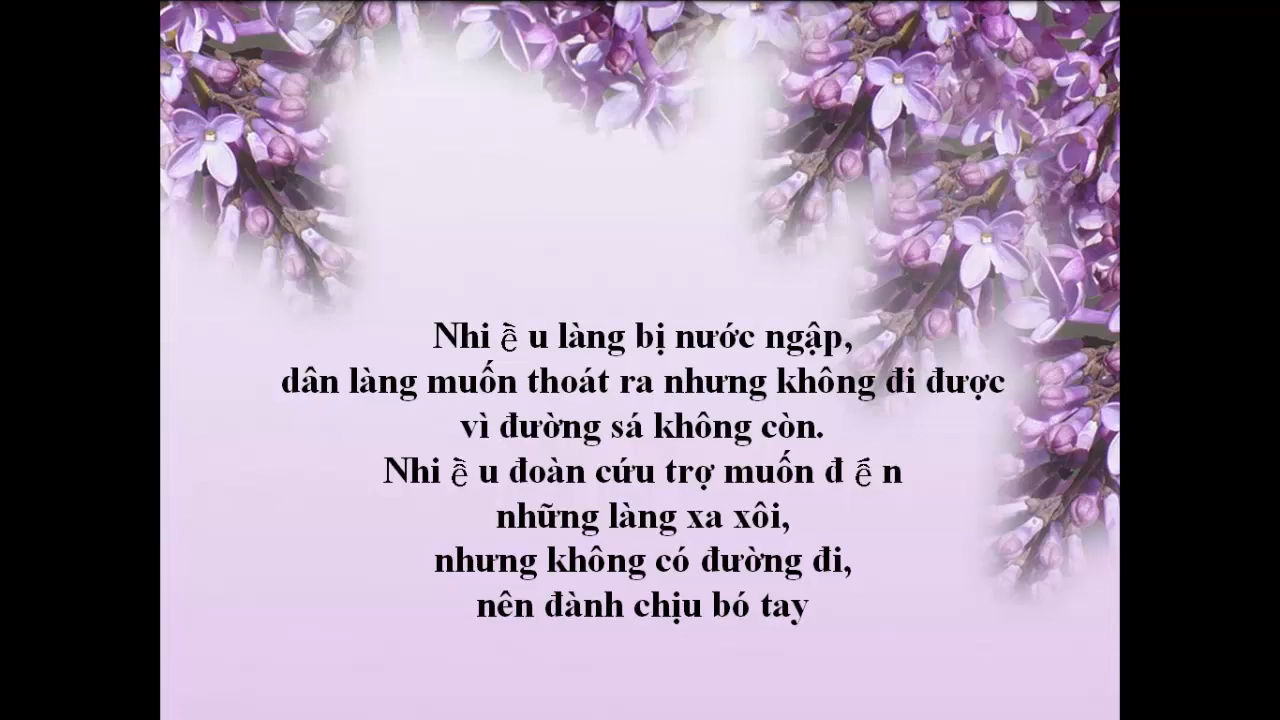 Nhiều làng bị nước ngập,
dân làng muốn thoát ra nhưng không đi được
vì đường sá không còn.
Nhiều đoàn cứu trợ muốn đến
những làng xa xôi,
nhưng không có đường đi,
nên đành chịu bó tay